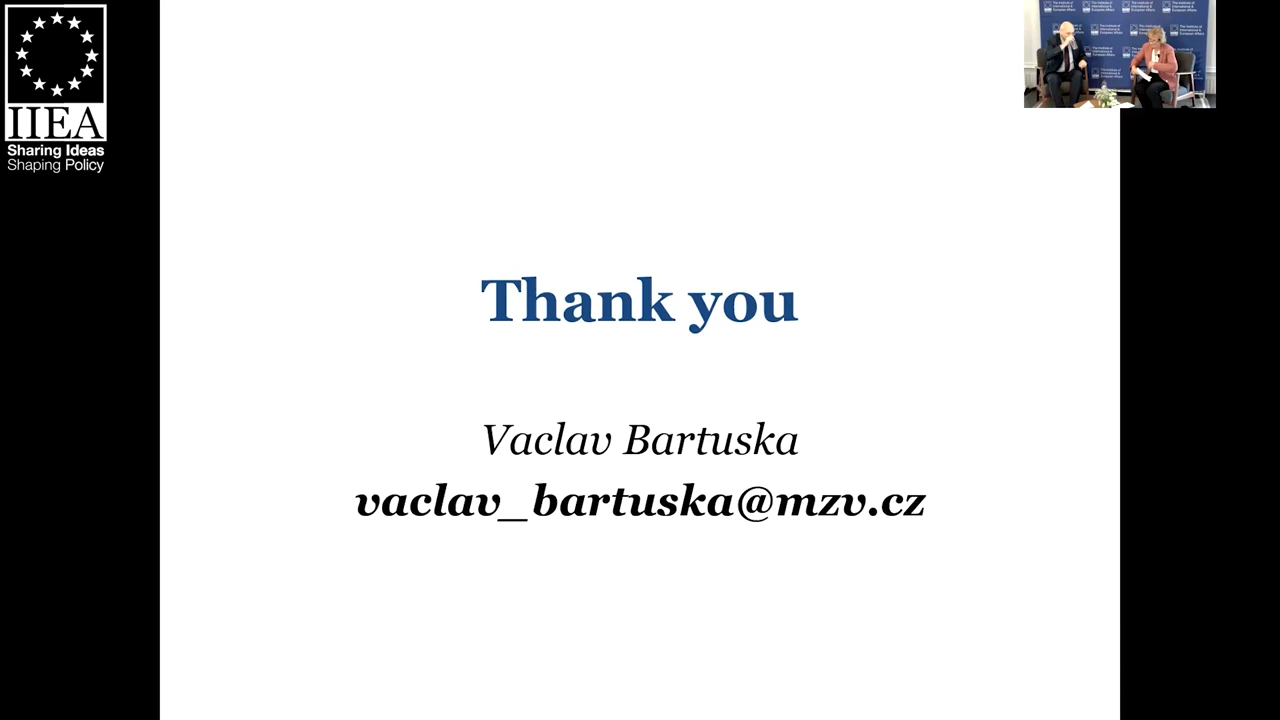 IIEA
Sharing Ideas
Shaping Policy
Thank you
Vaclav Bartuska
vaclav_bartuska@mzv.cz